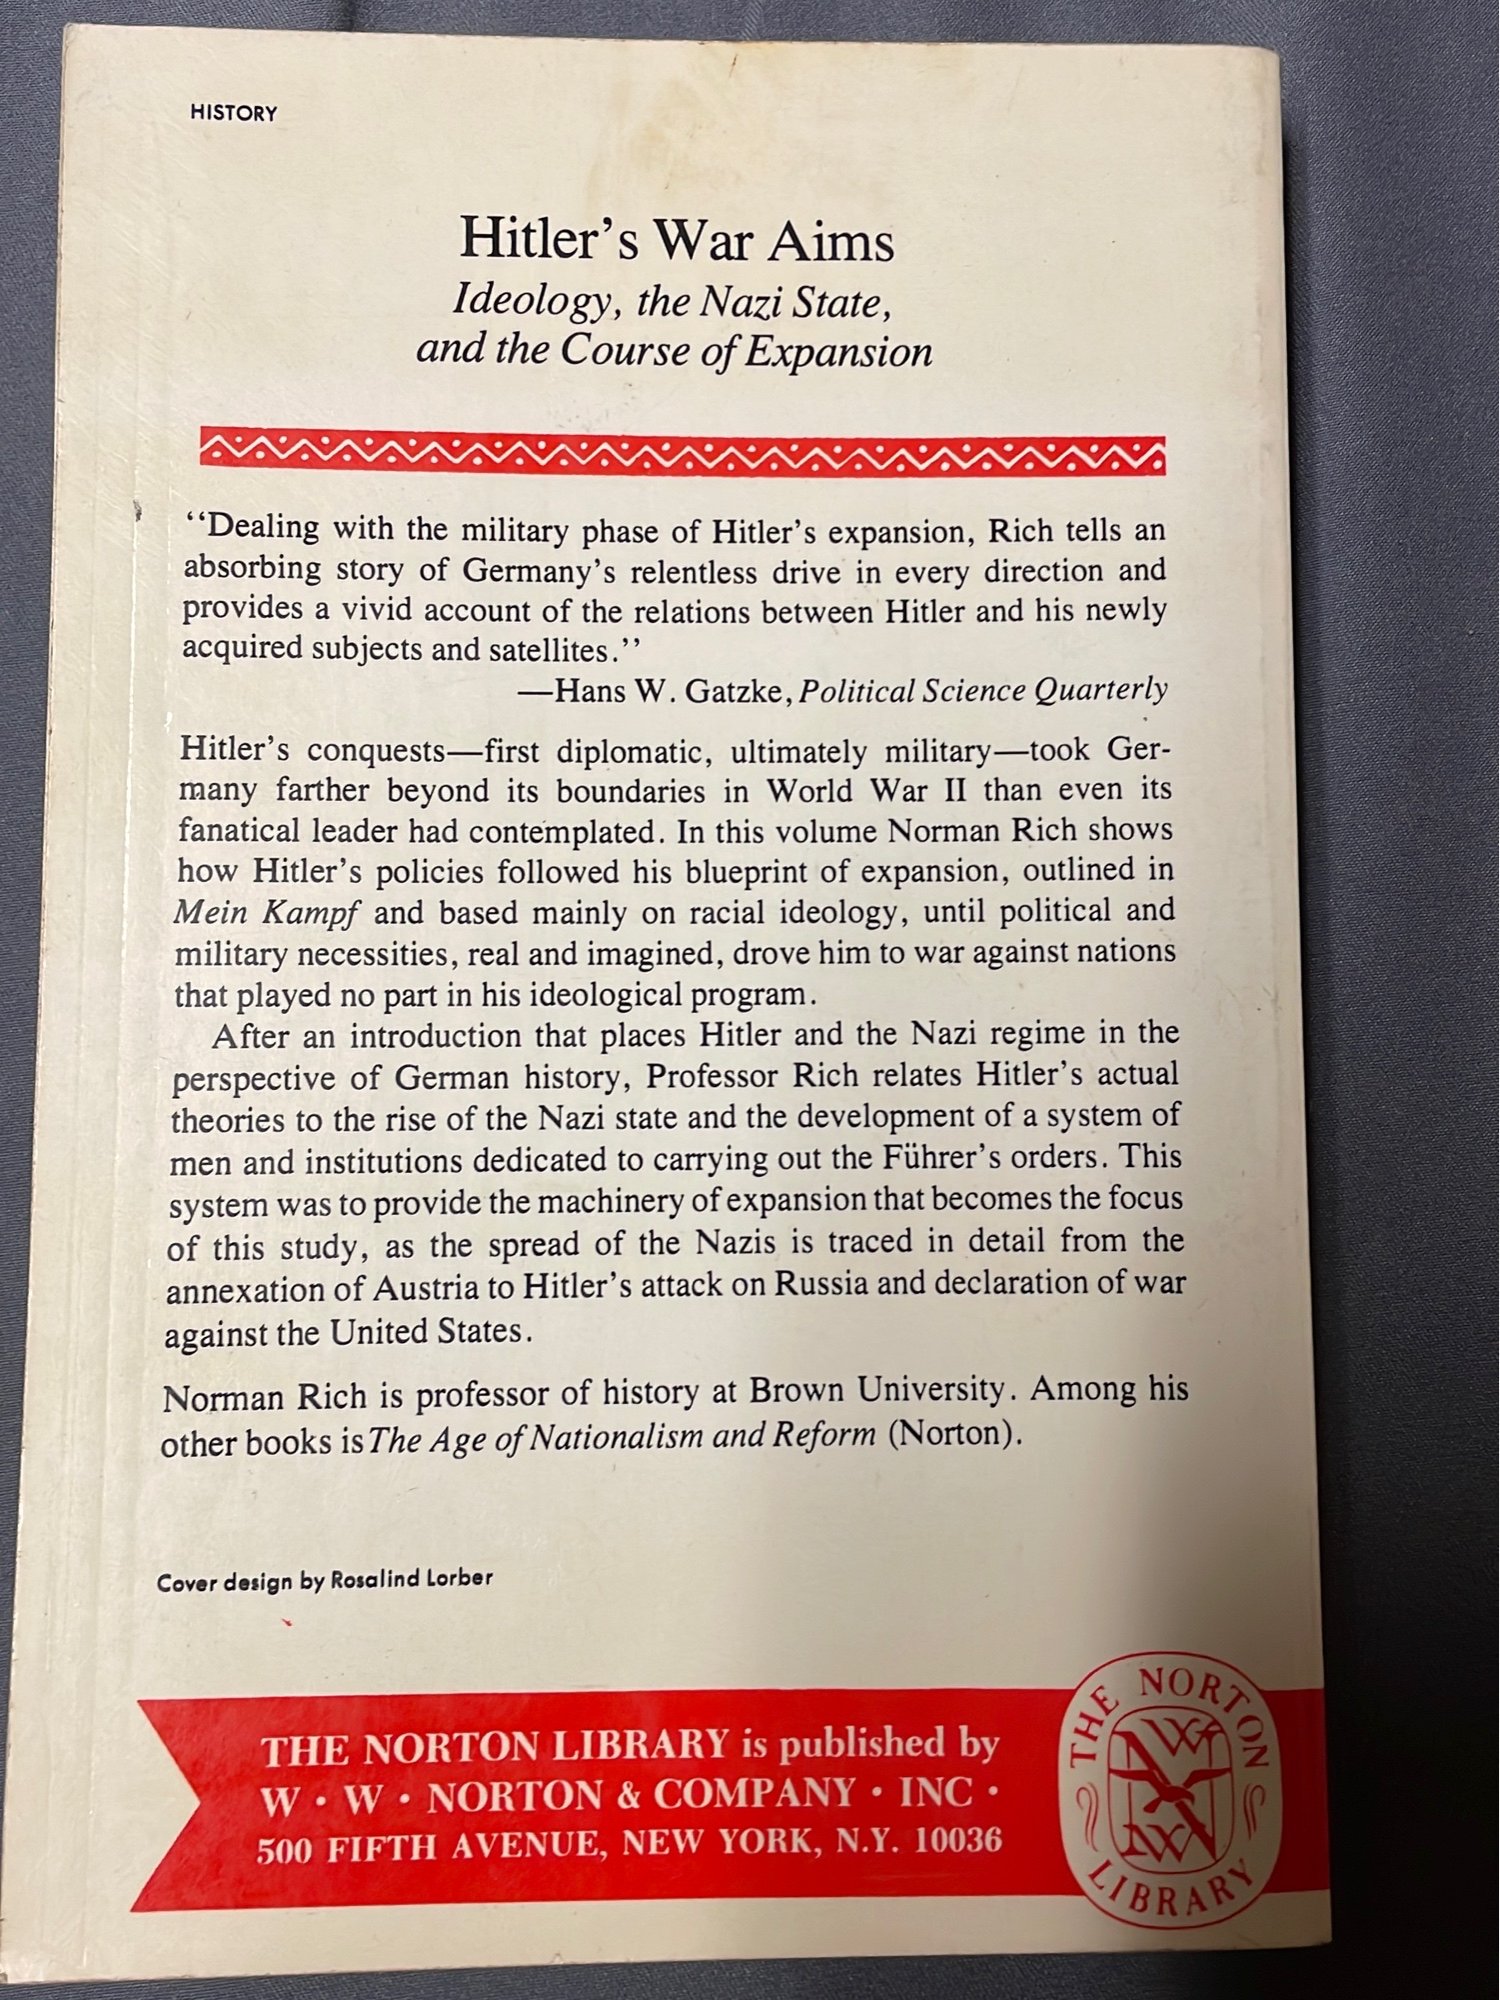 HISTORY
Hitler's War Aims
Ideology, the Nazi State,
and the Course of Expansion
‘‘Dealing with the military phase of Hitler's expansion, Rich tells an
absorbing story of Germany's relentless drive in every direction and
provides a vivid account of the relations between Hitler and his newly
acquired subjects and satellites.’’
—Hans W. Gatzke, Political Science Quarterly
Hitler's conquests—first diplomatic, ultimately military—took Ger-
many farther beyond its boundaries in World War II than even its
fanatical leader had contemplated. In this volume Norman Rich shows
how Hitler's policies followed his blueprint of expansion, outlined in
Mein Kampf and based mainly on racial ideology, until political and
military necessities, real and imagined, drove him to war against nations
that played no part in his ideological program.
After an introduction that places Hitler and the Nazi regime in the
perspective of German history, Professor Rich relates Hitler's actual
theories to the rise of the Nazi state and the development of a system of
men and institutions dedicated to carrying out the Führer's orders. This
system was to provide the machinery of expansion that becomes the focus
of this study, as the spread of the Nazis is traced in detail from the
annexation of Austria to Hitler's attack on Russia and declaration of war
against the United States.
Norman Rich is professor of history at Brown University. Among his
other books is The Age of Nationalism and Reform (Norton).
Cover design by Rosalind Lorber
THE NORTON LIBRARY is published by
W • W • NORTON & COMPANY • INC •
500 FIFTH AVENUE, NEW YORK, N.Y. 10036
THE NORTON
WW
N
WW
LIBRARY